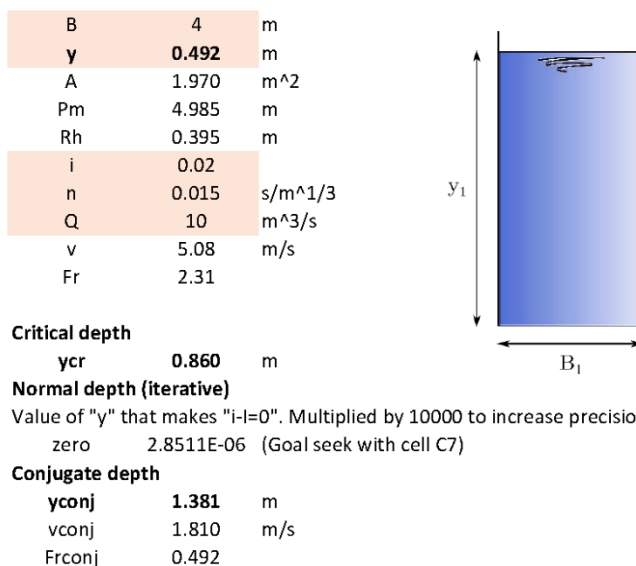 B 4 m
y 0.492 m
A 1.970 m^2
Pm 4.985 m
Rh 0.395 m
i 0.02
n 0.015 s/m^1/3
Q 10 m^3/s
v 5.08 m/s
Fr 2.31
y1
B1
Critical depth
ycr 0.860 m
Normal depth (iterative)
Value of "y" that makes "i-I=0". Multiplied by 10000 to increase precisio
zero 2.8511E-06 (Goal seek with cell C7)
Conjugate depth
yconj 1.381 m
vconj 1.810 m/s
Frconj 0.492